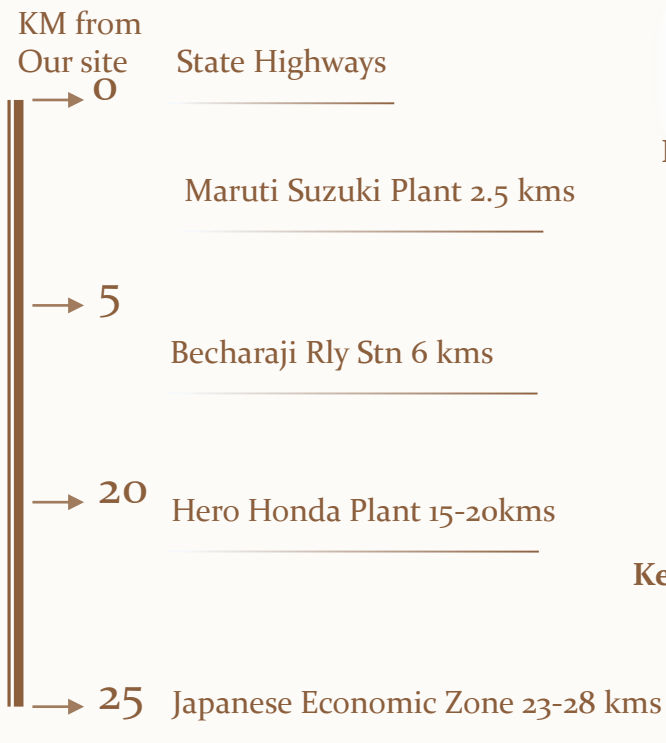 KM from
Our site
State Highways
0
Maruti Suzuki Plant 2.5 kms
5
Becharaji Rly Stn 6 kms
20
Hero Honda Plant 15-20kms
Ke
25
Japanese Economic Zone 23-28 kms